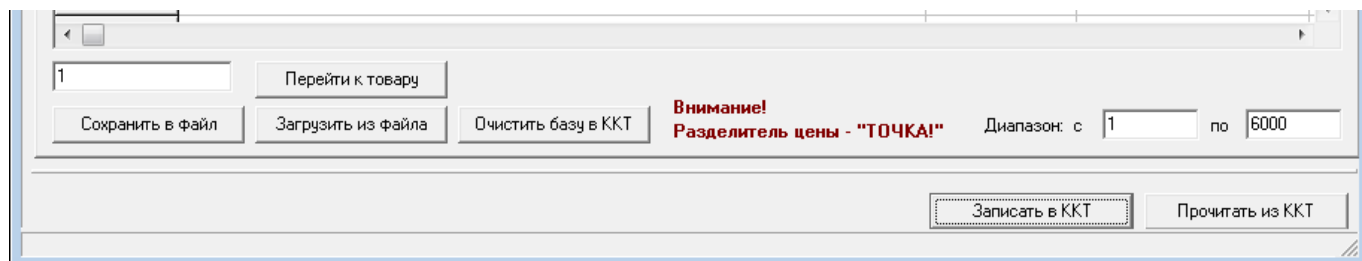 1
Перейти к товару
Сохранить в файл
Загрузить из файла
Очистить базу в ККТ
Внимание!
Разделитель цены - "ТОЧКА!"
Диапазон: с 1 по 6000
Записать в ККТ
Прочитать из ККТ